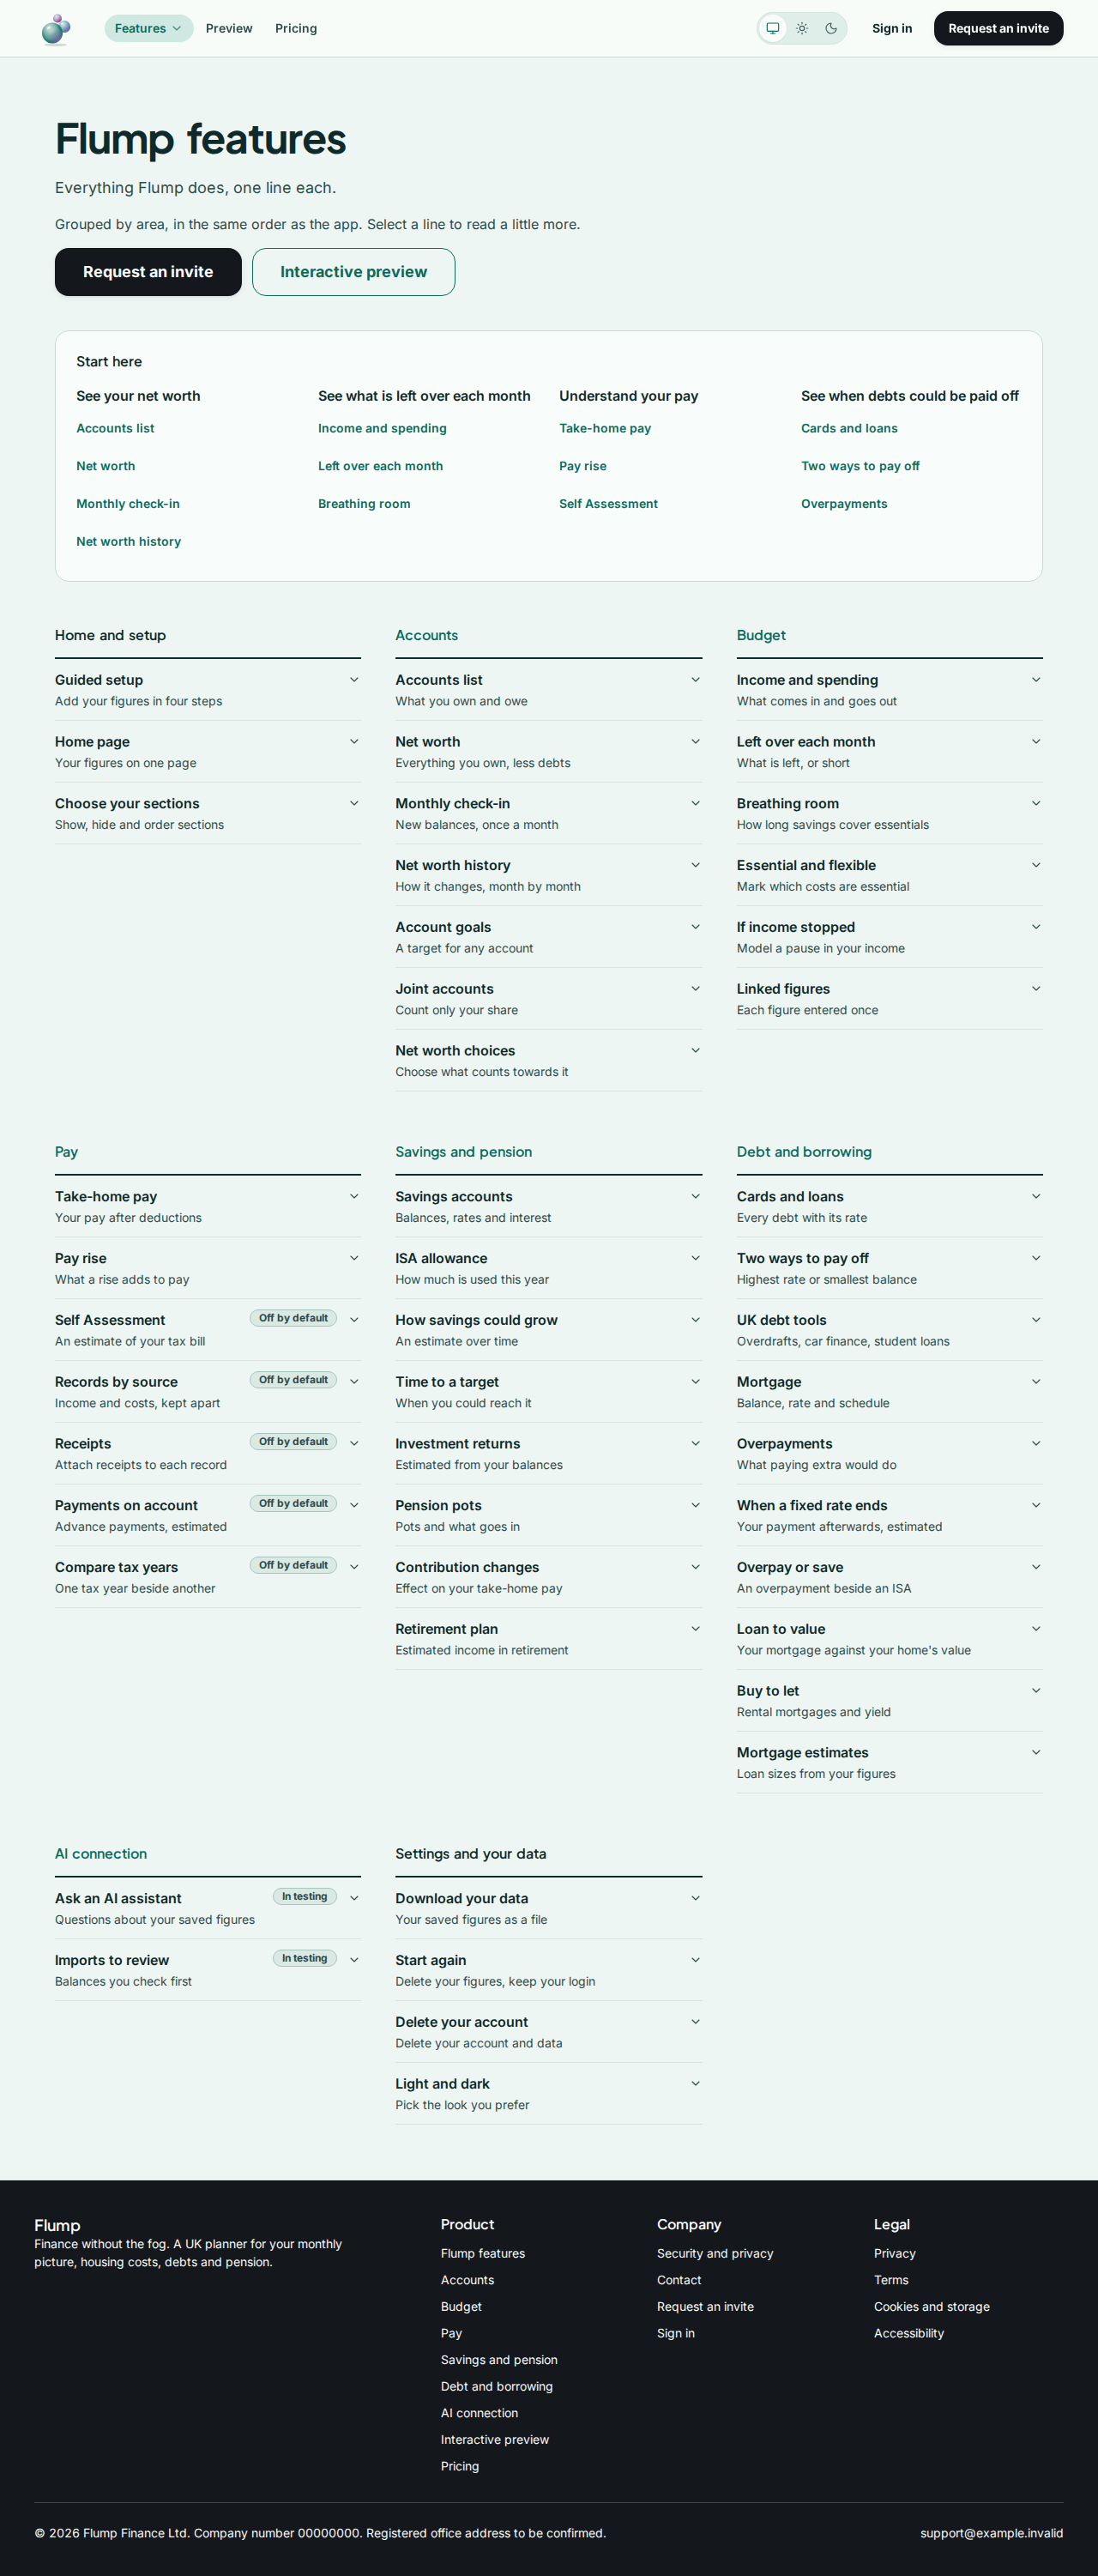 Features
Preview
Pricing
Sign in
Request an invite
Flump features
Everything Flump does, one line each.
Grouped by area, in the same order as the app. Select a line to read a little more.
Request an invite
Interactive preview
Start here
See your net worth
Accounts list
Net worth
Monthly check-in
Net worth history
See what is left over each month
Income and spending
Left over each month
Breathing room
Understand your pay
Take-home pay
Pay rise
Self Assessment
See when debts could be paid off
Cards and loans
Two ways to pay off
Overpayments
Home and setup
Guided setup
Add your figures in four steps
Home page
Your figures on one page
Choose your sections
Show, hide and order sections
Accounts
Accounts list
What you own and owe
Net worth
Everything you own, less debts
Monthly check-in
New balances, once a month
Net worth history
How it changes, month by month
Account goals
A target for any account
Joint accounts
Count only your share
Net worth choices
Choose what counts towards it
Budget
Income and spending
What comes in and goes out
Left over each month
What is left, or short
Breathing room
How long savings cover essentials
Essential and flexible
Mark which costs are essential
If income stopped
Model a pause in your income
Linked figures
Each figure entered once
Pay
Take-home pay
Your pay after deductions
Pay rise
What a rise adds to pay
Self Assessment
Off by default
An estimate of your tax bill
Records by source
Off by default
Income and costs, kept apart
Receipts
Off by default
Attach receipts to each record
Payments on account
Off by default
Advance payments, estimated
Compare tax years
Off by default
One tax year beside another
Savings and pension
Savings accounts
Balances, rates and interest
ISA allowance
How much is used this year
How savings could grow
An estimate over time
Time to a target
When you could reach it
Investment returns
Estimated from your balances
Pension pots
Pots and what goes in
Contribution changes
Effect on your take-home pay
Retirement plan
Estimated income in retirement
Debt and borrowing
Cards and loans
Every debt with its rate
Two ways to pay off
Highest rate or smallest balance
UK debt tools
Overdrafts, car finance, student loans
Mortgage
Balance, rate and schedule
Overpayments
What paying extra would do
When a fixed rate ends
Your payment afterwards, estimated
Overpay or save
An overpayment beside an ISA
Loan to value
Your mortgage against your home's value
Buy to let
Rental mortgages and yield
Mortgage estimates
Loan sizes from your figures
AI connection
Ask an AI assistant
In testing
Questions about your saved figures
Imports to review
In testing
Balances you check first
Settings and your data
Download your data
Your saved figures as a file
Start again
Delete your figures, keep your login
Delete your account
Delete your account and data
Light and dark
Pick the look you prefer
Flump
Finance without the fog. A UK planner for your monthly
picture, housing costs, debts and pension.
Product
Flump features
Accounts
Budget
Pay
Savings and pension
Debt and borrowing
AI connection
Interactive preview
Pricing
Company
Security and privacy
Contact
Request an invite
Sign in
Legal
Privacy
Terms
Cookies and storage
Accessibility
© 2026 Flump Finance Ltd. Company number 00000000. Registered office address to be confirmed.
support@example.invalid